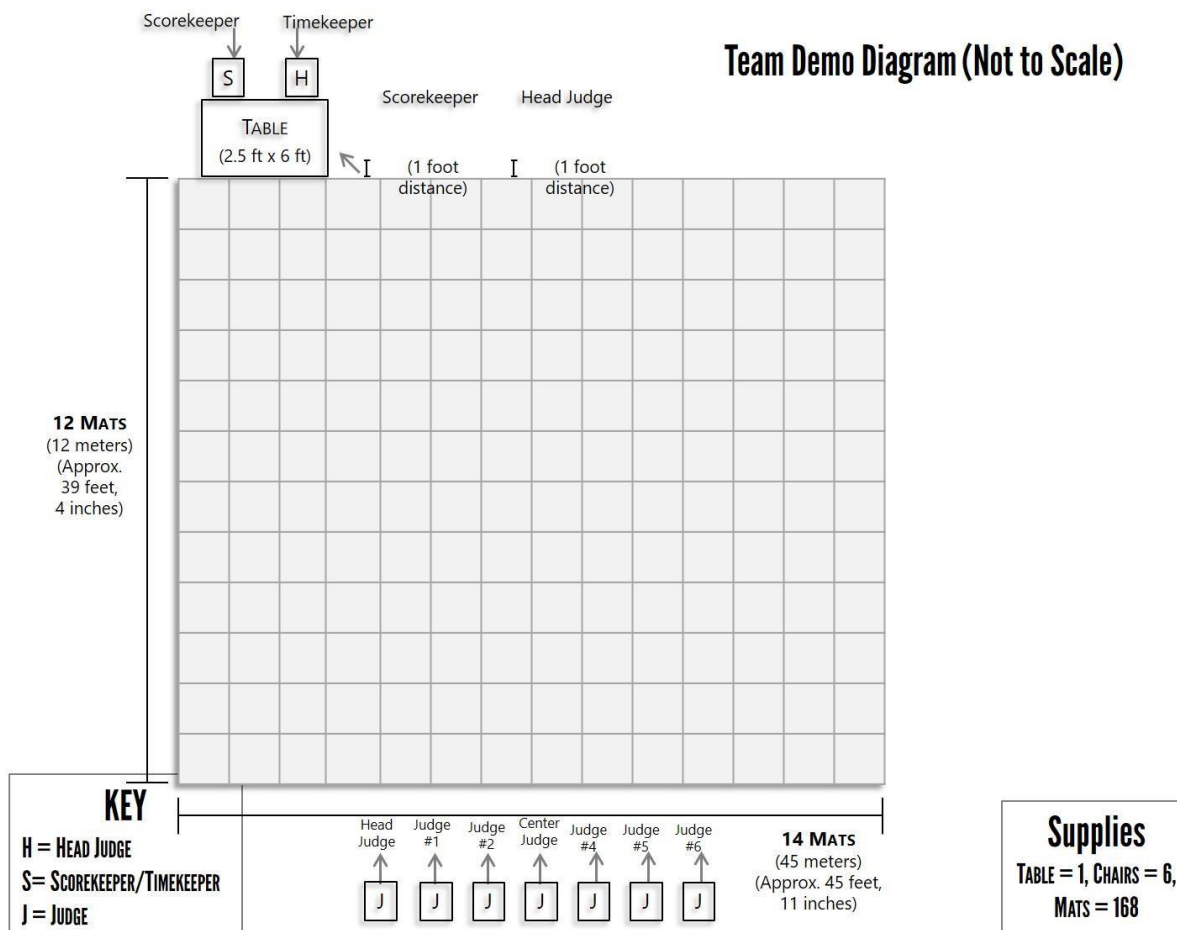 Scorekeeper Timekeeper
Team Demo Diagram (Not to Scale)
S H
Scorekeeper Head Judge
TABLE
(2.5 ft x 6 ft)
(1 foot
distance)
(1 foot
distance)
12 MATS
(12 meters)
(Approx.
39 feet,
4 inches)
KEY
H = HEAD JUDGE
S= SCOREKEEPER/TIMEKEEPER
J = JUDGE
Head
Judge
Judge
#1
Judge
#2
Center
Judge
Judge
#4
Judge
#5
Judge
#6
J J J J J J J
14 MATS
(45 meters)
(Approx. 45 feet,
11 inches)
Supplies
TABLE = 1, CHAIRS = 6,
MATS = 168